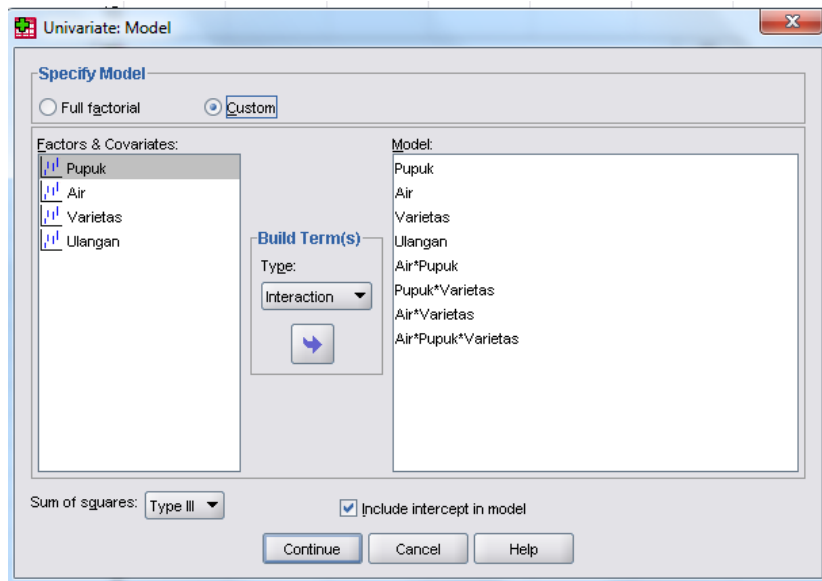 Univariate: Model
Specify Model
Full factorial
Custom
Factors & Covariates:
Pupuk
Air
Varietas
Ulangan
Build Term(s)
Type:
Interaction
Model:
Pupuk
Air
Varietas
Ulangan
Air*Pupuk
Pupuk*Varietas
Air*Varietas
Air*Pupuk*Varietas
Sum of squares:
Type III
Include intercept in model
Continue
Cancel
Help